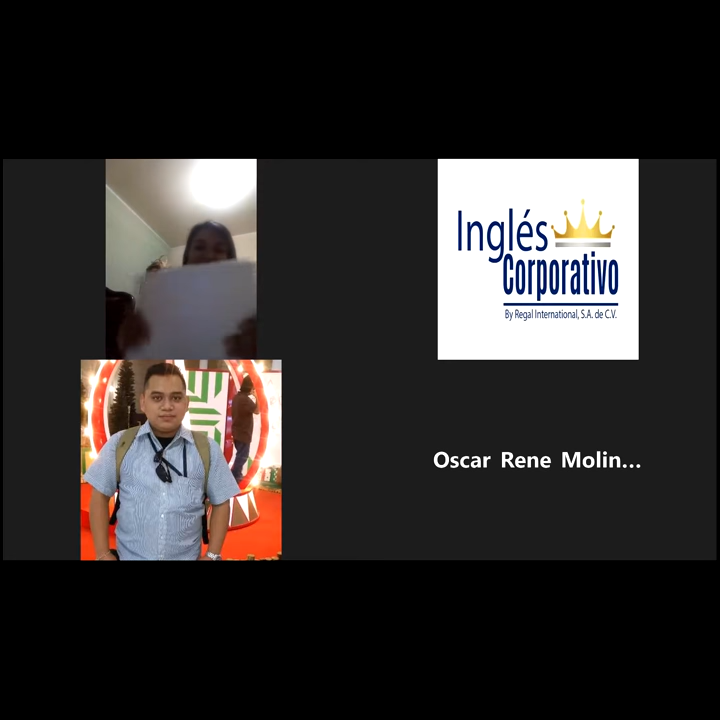 Inglés
Corporativo
By Regal International, S.A. de C.V.
Oscar Rene Molin...